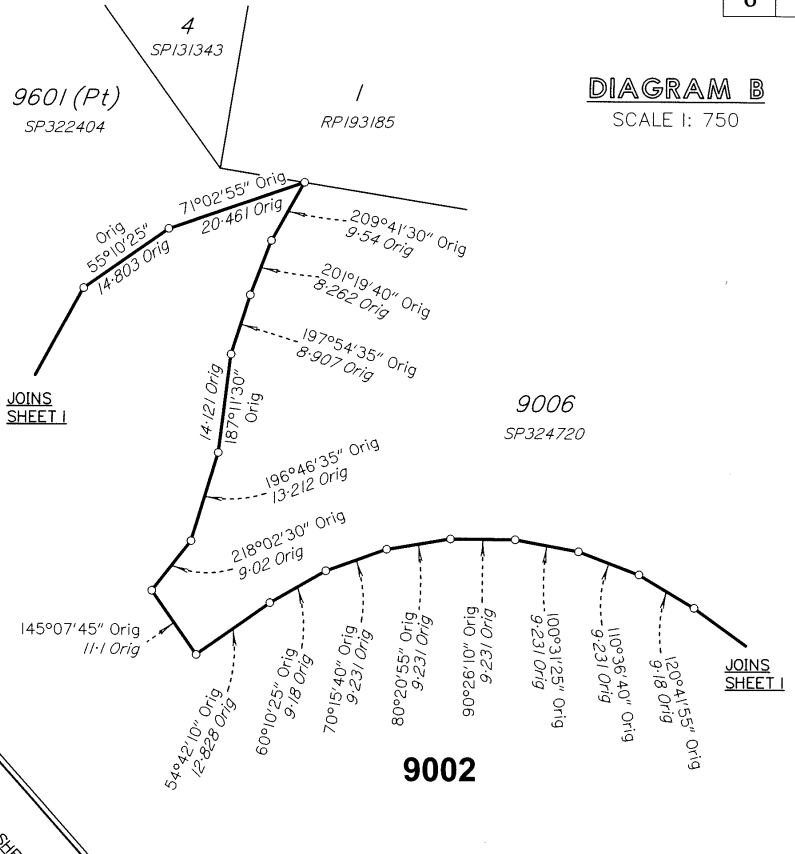 6
4
SP131343
9601 (Pt)
SP322404
1
RP193185
DIAGRAM B
SCALE 1: 750
71°02'55" Orig
20·461 Orig
Orig
55°10'25"
14·803 Orig
209°41'30" Orig
9·54 Orig
201°19'40" Orig
8·262 Orig
197°54'35" Orig
8·907 Orig
14·121 Orig
187°11'30"
Orig
JOINS
SHEET 1
9006
SP324720
196°46'35" Orig
13·212 Orig
218°02'30" Orig
9·02 Orig
145°07'45" Orig
11·1 Orig
54°42'10" Orig
12·828 Orig
60°10'25" Orig
9·18 Orig
70°15'40" Orig
9·231 Orig
80°20'55" Orig
9·231 Orig
90°26'10" Orig
9·231 Orig
100°31'25" Orig
9·231 Orig
110°36'40" Orig
9·231 Orig
120°41'55" Orig
9·18 Orig
JOINS
SHEET 1
9002